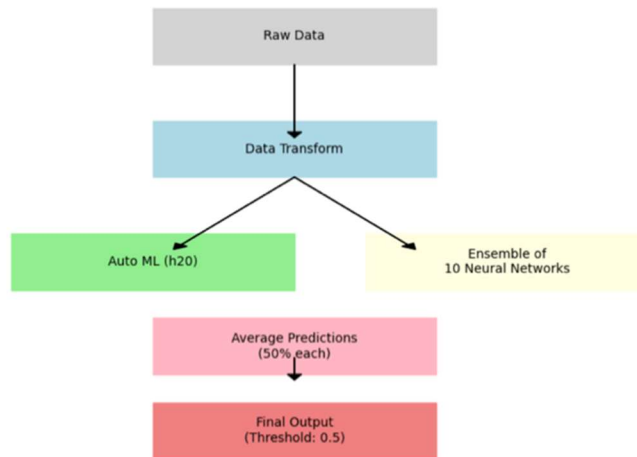 Raw Data
Data Transform
Auto ML (h20)
Ensemble of
10 Neural Networks
Average Predictions
(50% each)
Final Output
(Threshold: 0.5)